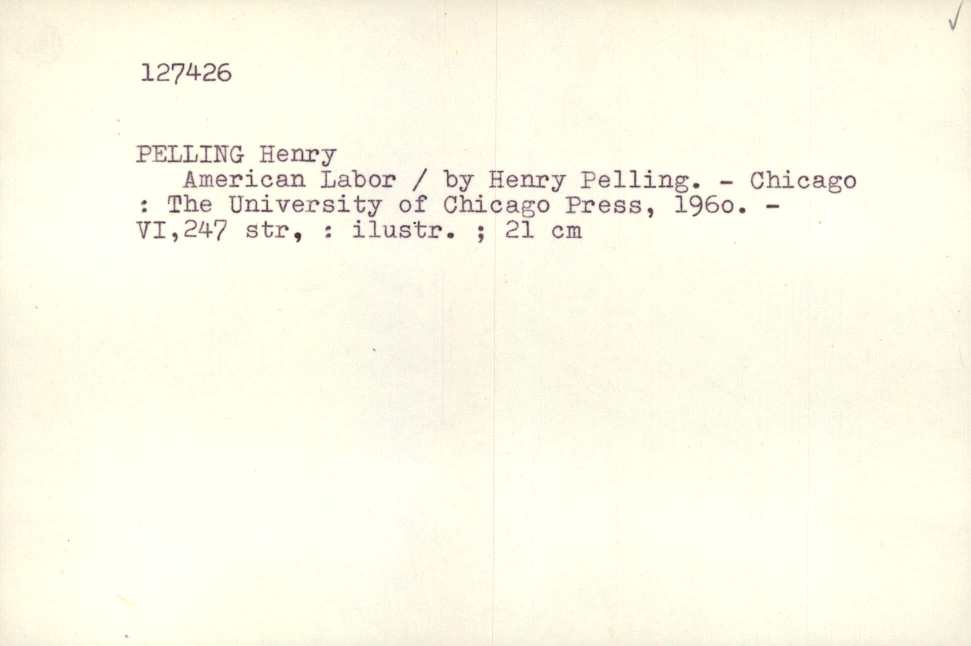 127426
PELLING Henry
American Labor / by Henry Pelling. - Chicago
: The University of Chicago Press, 196o. -
VI,247 str, : ilustr. ; 21 cm